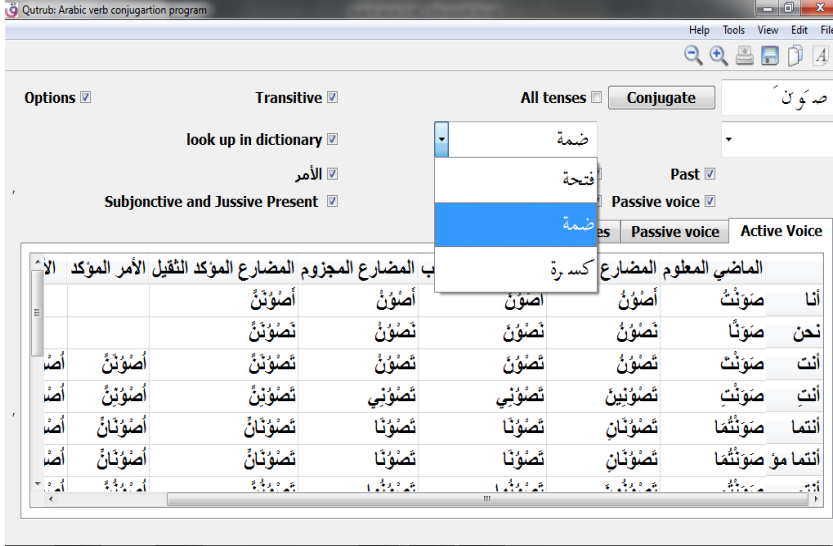 Qutrub: Arabic verb conjugartion program
Help Tools View Edit
Options Transitive All tenses Conjugate صَوَنَ
look up in dictionary ضمة
الأمر فتحة Past
Subjonctive and Jussive Present ضمة Passive voice
كسرة
Passive voice Active Voice
الماضي المعلوم المضارع المضارع المجزوم المضارع المؤكد الثقيل الأمر المؤكد
أنا صَوَنْتُ أَصْوُنُ أَصْوُنَ أَصْوُنْ أَصْوُنَنَّ
نحن صَوَنَّا نَصْوُنُ نَصْوُنَ نَصْوُنْ نَصْوُنَنَّ
أنت صَوَنْتَ تَصْوُنُ تَصْوُنَ تَصْوُنْ تَصْوُنَنَّ اُصْوُنَنَّ
أنتِ صَوَنْتِ تَصْوُنِينَ تَصْوُنِي تَصْوُنِي تَصْوُنِنَّ اُصْوُنِنَّ
أنتما صَوَنْتُمَا تَصْوُنَانِ تَصْوُنَا تَصْوُنَا تَصْوُنَانِّ اُصْوُنَانِّ
أنتما مؤ صَوَنْتُمَا تَصْوُنَانِ تَصْوُنَا تَصْوُنَا تَصْوُنَانِّ اُصْوُنَانِّ